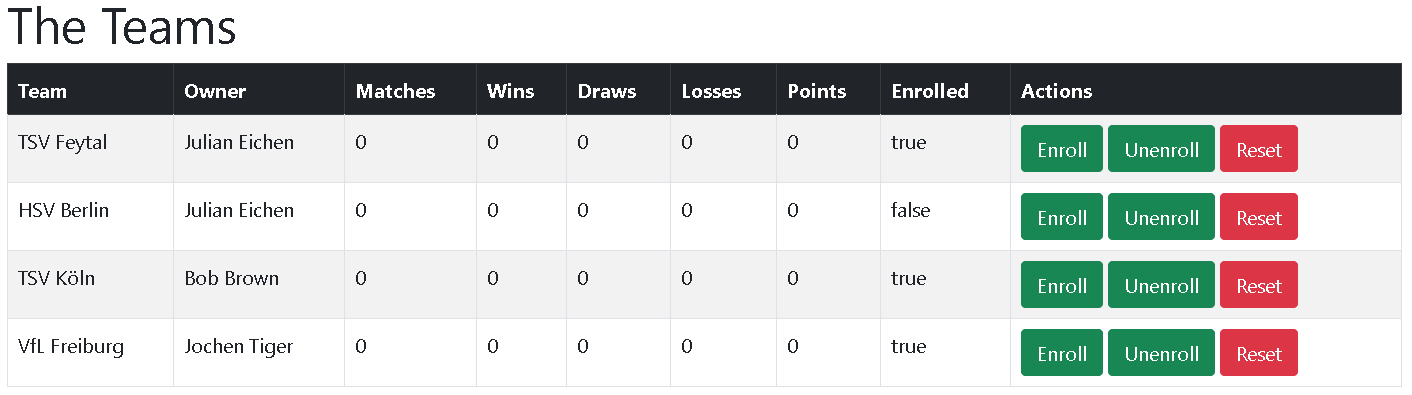 The Teams
Team Owner Matches Wins Draws Losses Points Enrolled Actions
TSV Feytal Julian Eichen 0 0 0 0 0 true Enroll Unenroll Reset
HSV Berlin Julian Eichen 0 0 0 0 0 false Enroll Unenroll Reset
TSV Köln Bob Brown 0 0 0 0 0 true Enroll Unenroll Reset
VfL Freiburg Jochen Tiger 0 0 0 0 0 true Enroll Unenroll Reset